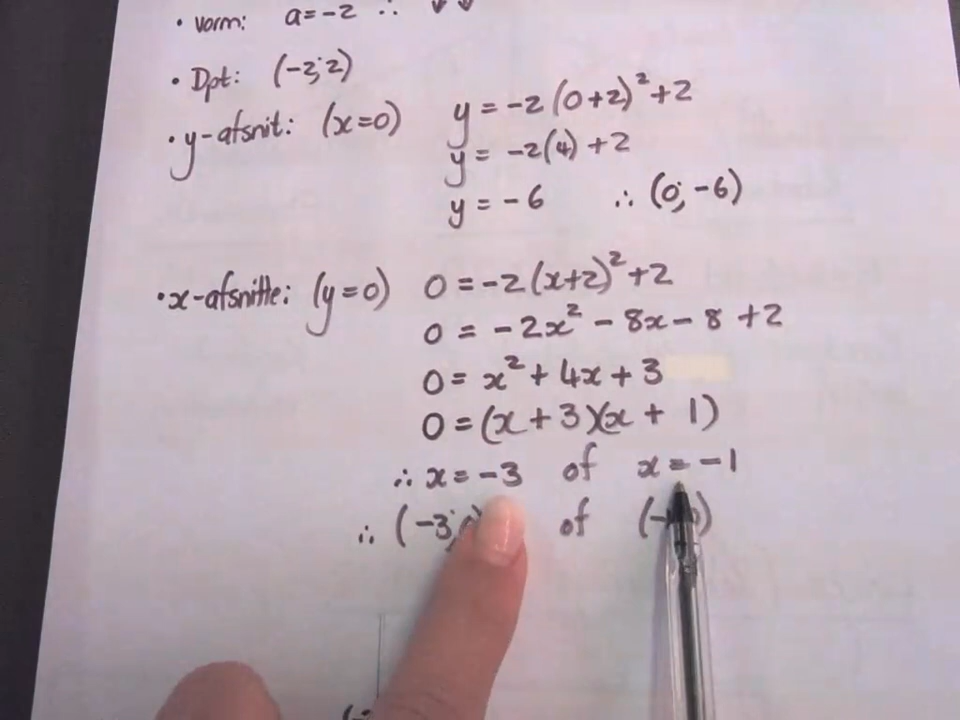 • Vorm: a = -2 ∴ ↓ ↓
• Dpt: (-2;2)
• y-afsnit: (x=0) y = -2(0+2)²+2
y = -2(4)+2
y = -6 ∴ (0; -6)
• x-afsnitte: (y=0) 0 = -2(x+2)²+2
0 = -2x² - 8x - 8 + 2
0 = x² + 4x + 3
0 = (x + 3)(x + 1)
∴ x = -3 of x = -1
∴ (-3; of (-